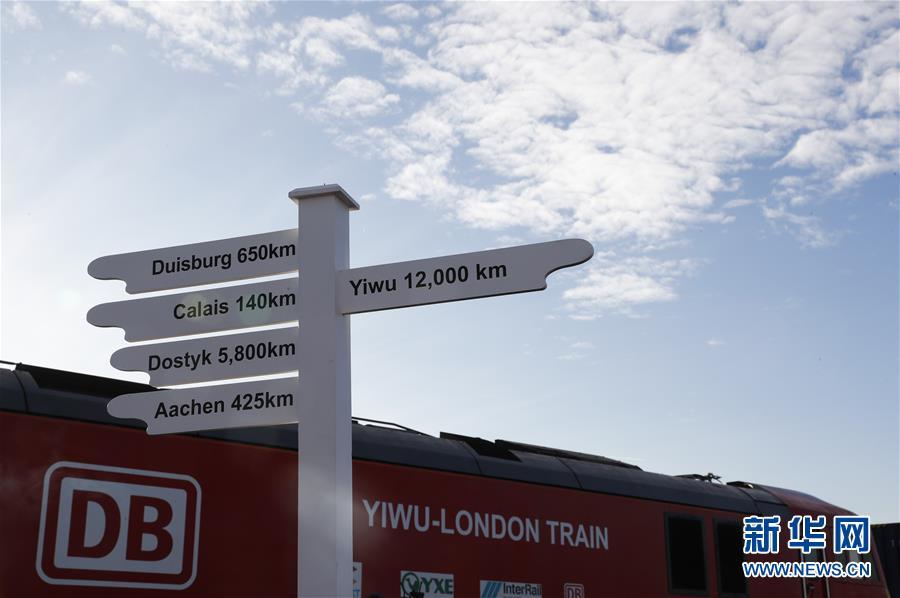 Duisburg 650km
Yiwu 12,000 km
Calais 140km
Dostyk 5,800km
Aachen 425km
DB
YIWU-LONDON TRAIN
YXE
InterRail
DB
新华网
WWW.NEWS.CN